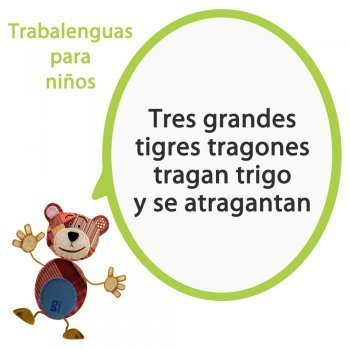 Trabalenguas
para
niños
Tres grandes
tigres tragones
tragan trigo
y se atragantan